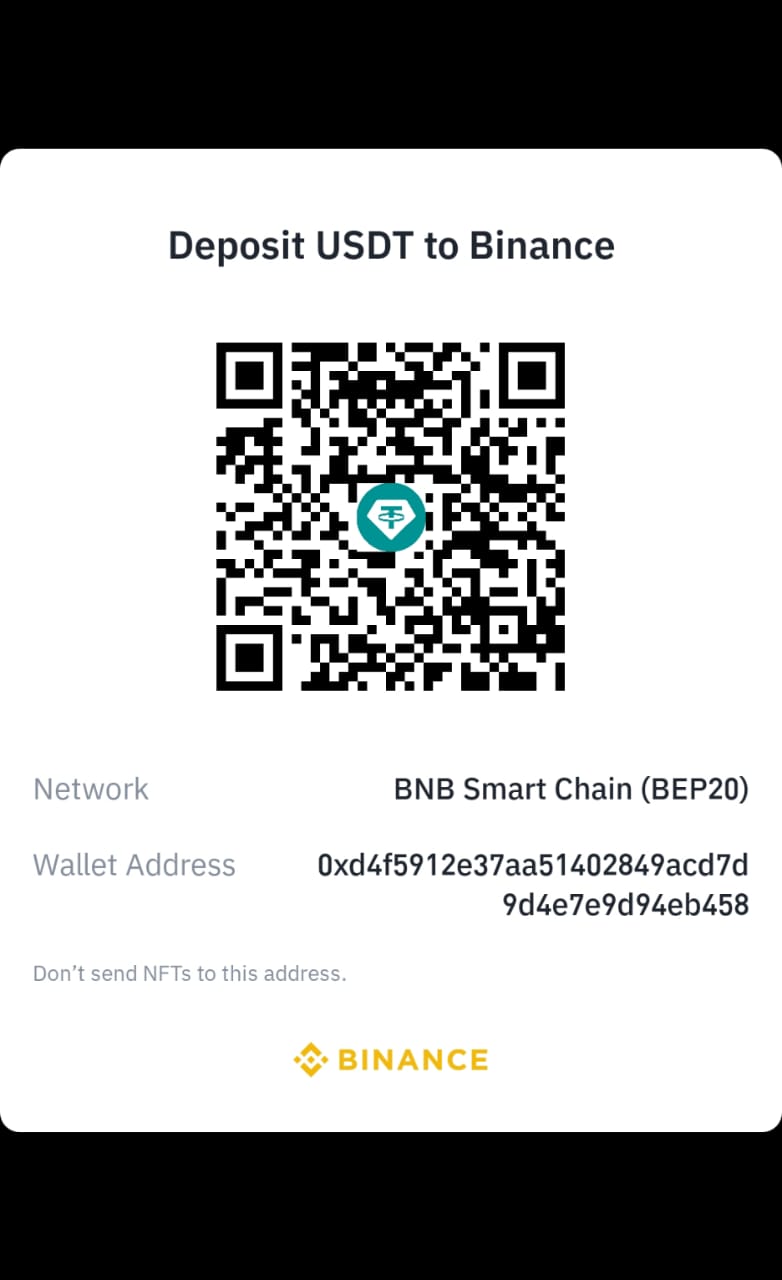 Deposit USDT to Binance
Network
BNB Smart Chain (BEP20)
Wallet Address
0xd4f5912e37aa51402849acd7d
9d4e7e9d94eb458
Don’t send NFTs to this address.
BINANCE